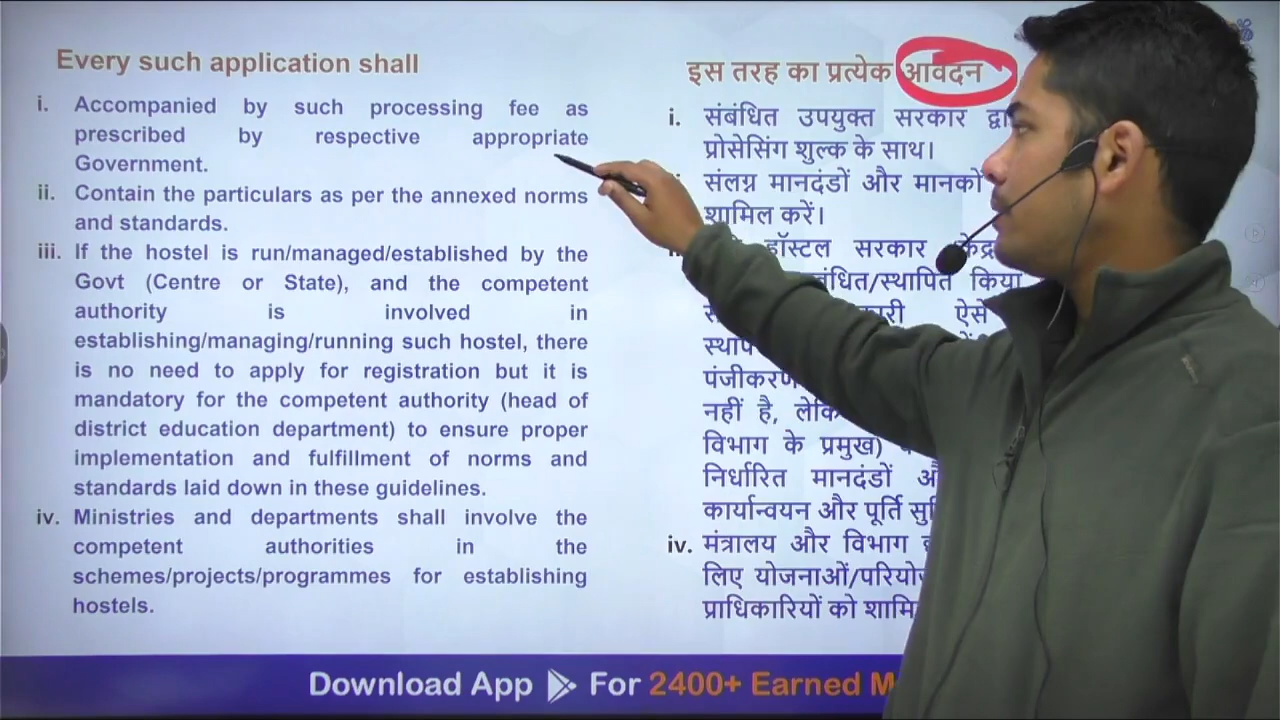 Every such application shall
i. Accompanied by such processing fee as
prescribed by respective appropriate
Government.
ii. Contain the particulars as per the annexed norms
and standards.
iii. If the hostel is run/managed/established by the
Govt (Centre or State), and the competent
authority is involved in
establishing/managing/running such hostel, there
is no need to apply for registration but it is
mandatory for the competent authority (head of
district education department) to ensure proper
implementation and fulfillment of norms and
standards laid down in these guidelines.
iv. Ministries and departments shall involve the
competent authorities in the
schemes/projects/programmes for establishing
hostels.
इस तरह का प्रत्येक आवेदन
i. संबंधित उपयुक्त सरकार
प्रोसेसिंग शुल्क के साथ।
संलग्न मानदंडों और मानकों
शामिल करें।
हॉस्टल सरकार
किया
ऐसे
पंजीकरण
नहीं है,
विभाग के प्रमुख)
निर्धारित मानदंडों
कार्यान्वयन और पूर्ति
iv. मंत्रालय और विभाग
लिए
प्राधिकारियों को
Download App For 2400+ Earned